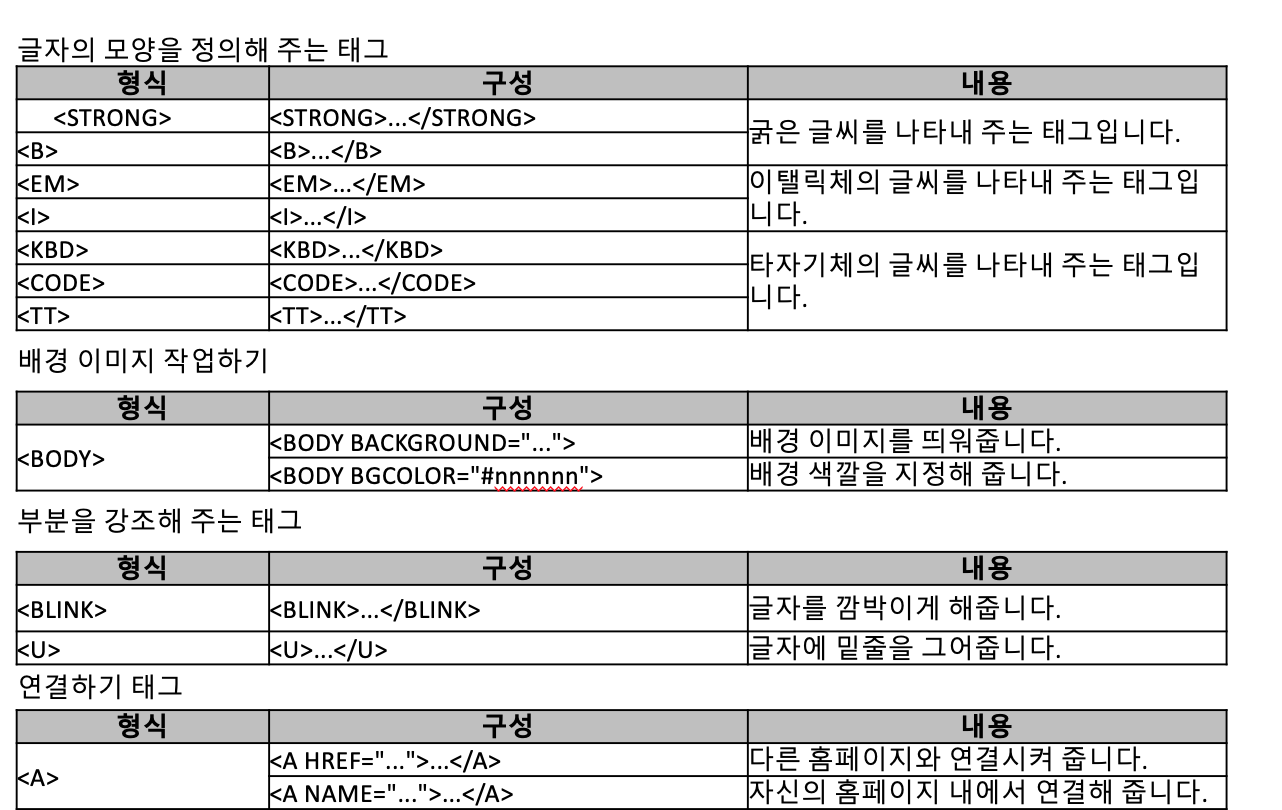 글자의 모양을 정의해 주는 태그
형식 구성 내용
<STRONG> <STRONG>...</STRONG> 굵은 글씨를 나타내 주는 태그입니다.
<B> <B>...</B>
<EM> <EM>...</EM> 이탤릭체의 글씨를 나타내 주는 태그입
니다.
<I> <I>...</I>
<KBD> <KBD>...</KBD> 타자기체의 글씨를 나타내 주는 태그입
니다.
<CODE> <CODE>...</CODE>
<TT> <TT>...</TT>
배경 이미지 작업하기
형식 구성 내용
<BODY> <BODY BACKGROUND="..."> 배경 이미지를 띄워줍니다.
<BODY BGCOLOR="#nnnnnn"> 배경 색깔을 지정해 줍니다.
부분을 강조해 주는 태그
형식 구성 내용
<BLINK> <BLINK>...</BLINK> 글자를 깜박이게 해줍니다.
<U> <U>...</U> 글자에 밑줄을 그어줍니다.
연결하기 태그
형식 구성 내용
<A> <A HREF="...">...</A> 다른 홈페이지와 연결시켜 줍니다.
<A NAME="...">...</A> 자신의 홈페이지 내에서 연결해 줍니다.